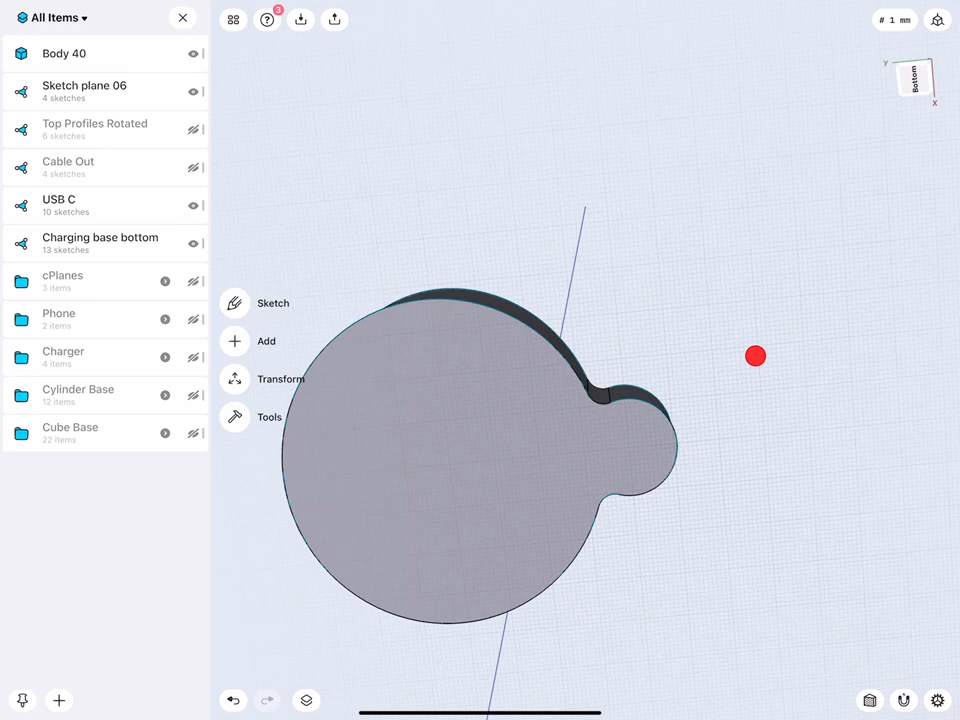 All Items
3
# 1 mm
Body 40
Sketch plane 06
4 sketches
Top Profiles Rotated
6 sketches
Cable Out
4 sketches
USB C
10 sketches
Charging base bottom
13 sketches
cPlanes
3 items
Phone
2 items
Charger
4 items
Cylinder Base
12 items
Cube Base
22 items
Sketch
Add
Transform
Tools
Y
Bottom
X